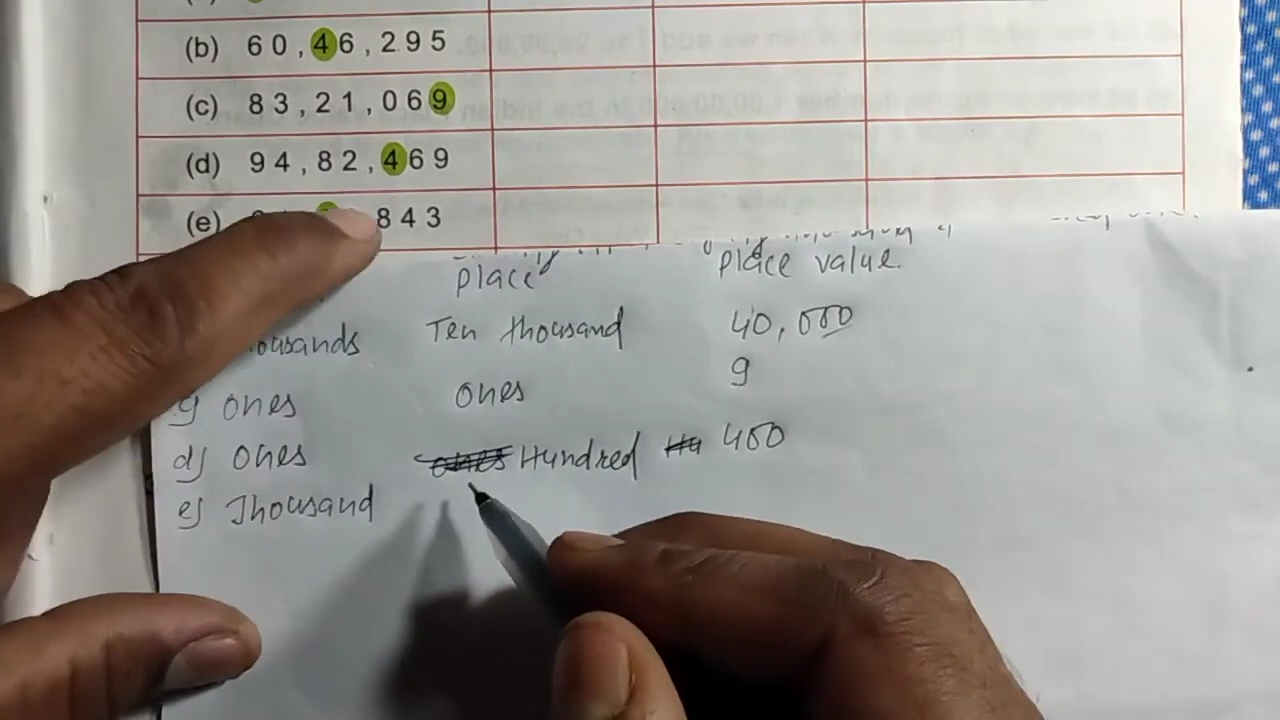 (b) 60,46,295
(c) 83,21,069
(d) 94,82,469
(e) 843
place place value
ousands Ten thousand 40,000
ones ones 9
d) Ones Hundred 400
e) Thousand